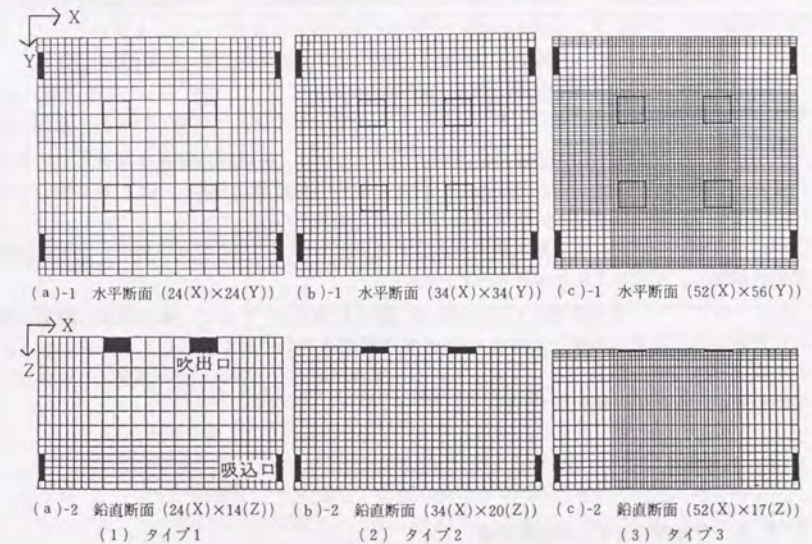 X
Y
(a)-1 水平断面 (24(X)×24(Y))
(b)-1 水平断面 (34(X)×34(Y))
(c)-1 水平断面 (52(X)×56(Y))
X
Z
吹出口
吸込口
(a)-2 鉛直断面 (24(X)×14(Z))
(b)-2 鉛直断面 (34(X)×20(Z))
(c)-2 鉛直断面 (52(X)×17(Z))
(1) タイプ1
(2) タイプ2
(3) タイプ3